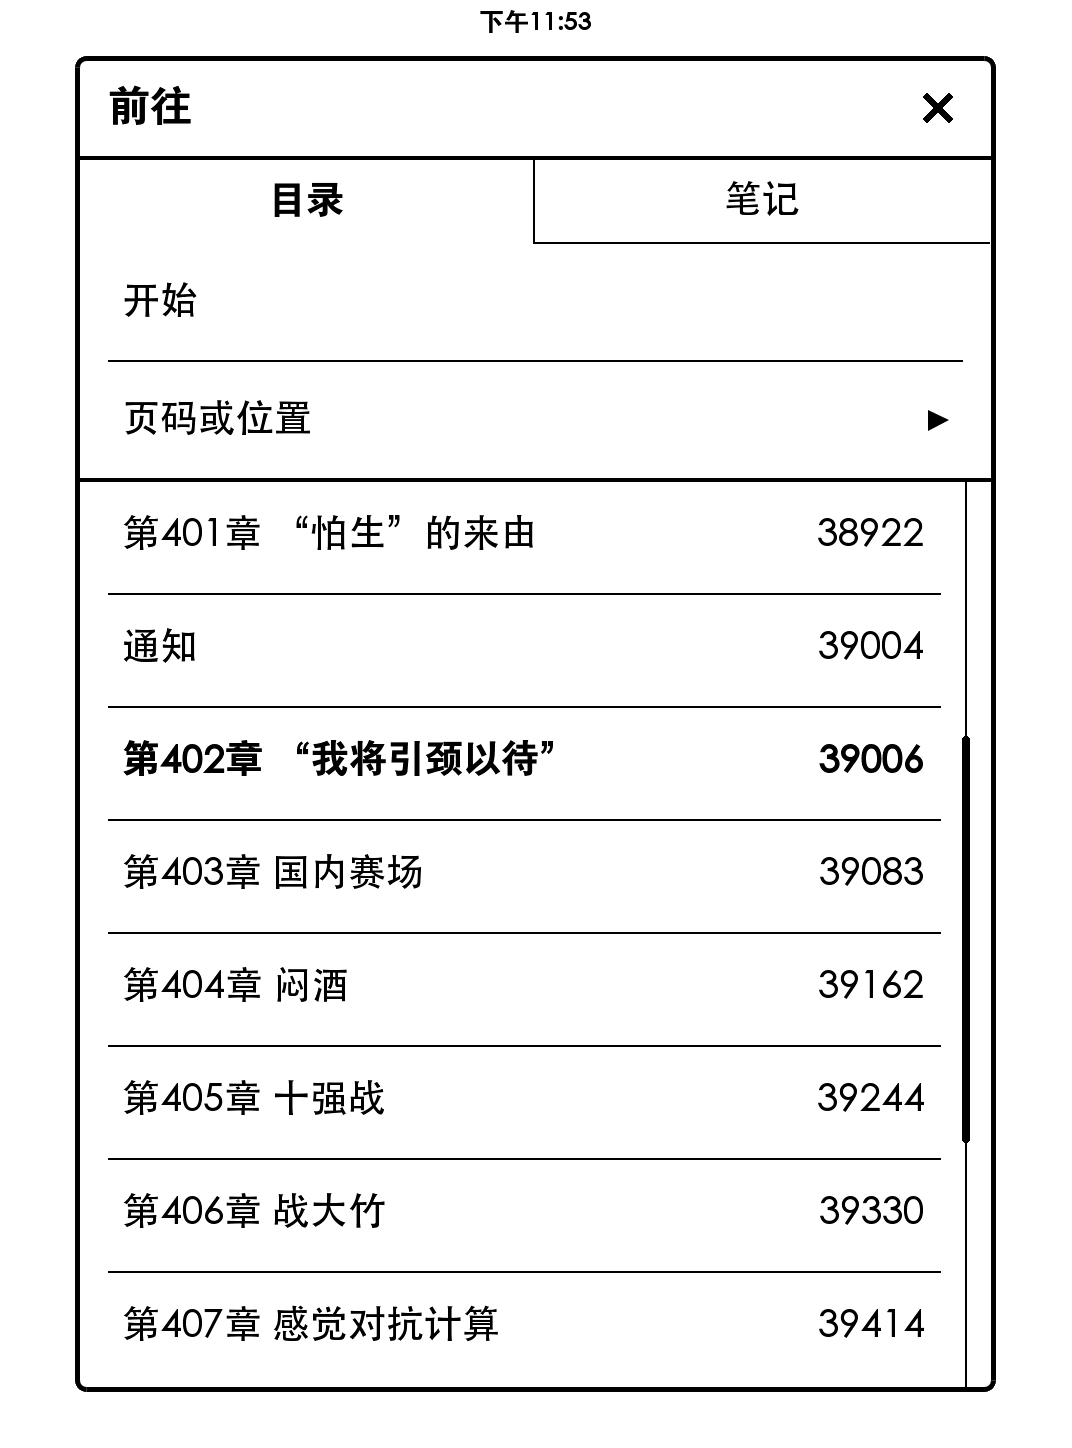 下午11:53
前往
目录 笔记
开始
页码或位置
第401章 “怕生”的来由 38922
通知 39004
第402章 “我将引颈以待” 39006
第403章 国内赛场 39083
第404章 闷酒 39162
第405章 十强战 39244
第406章 战大竹 39330
第407章 感觉对抗计算 39414